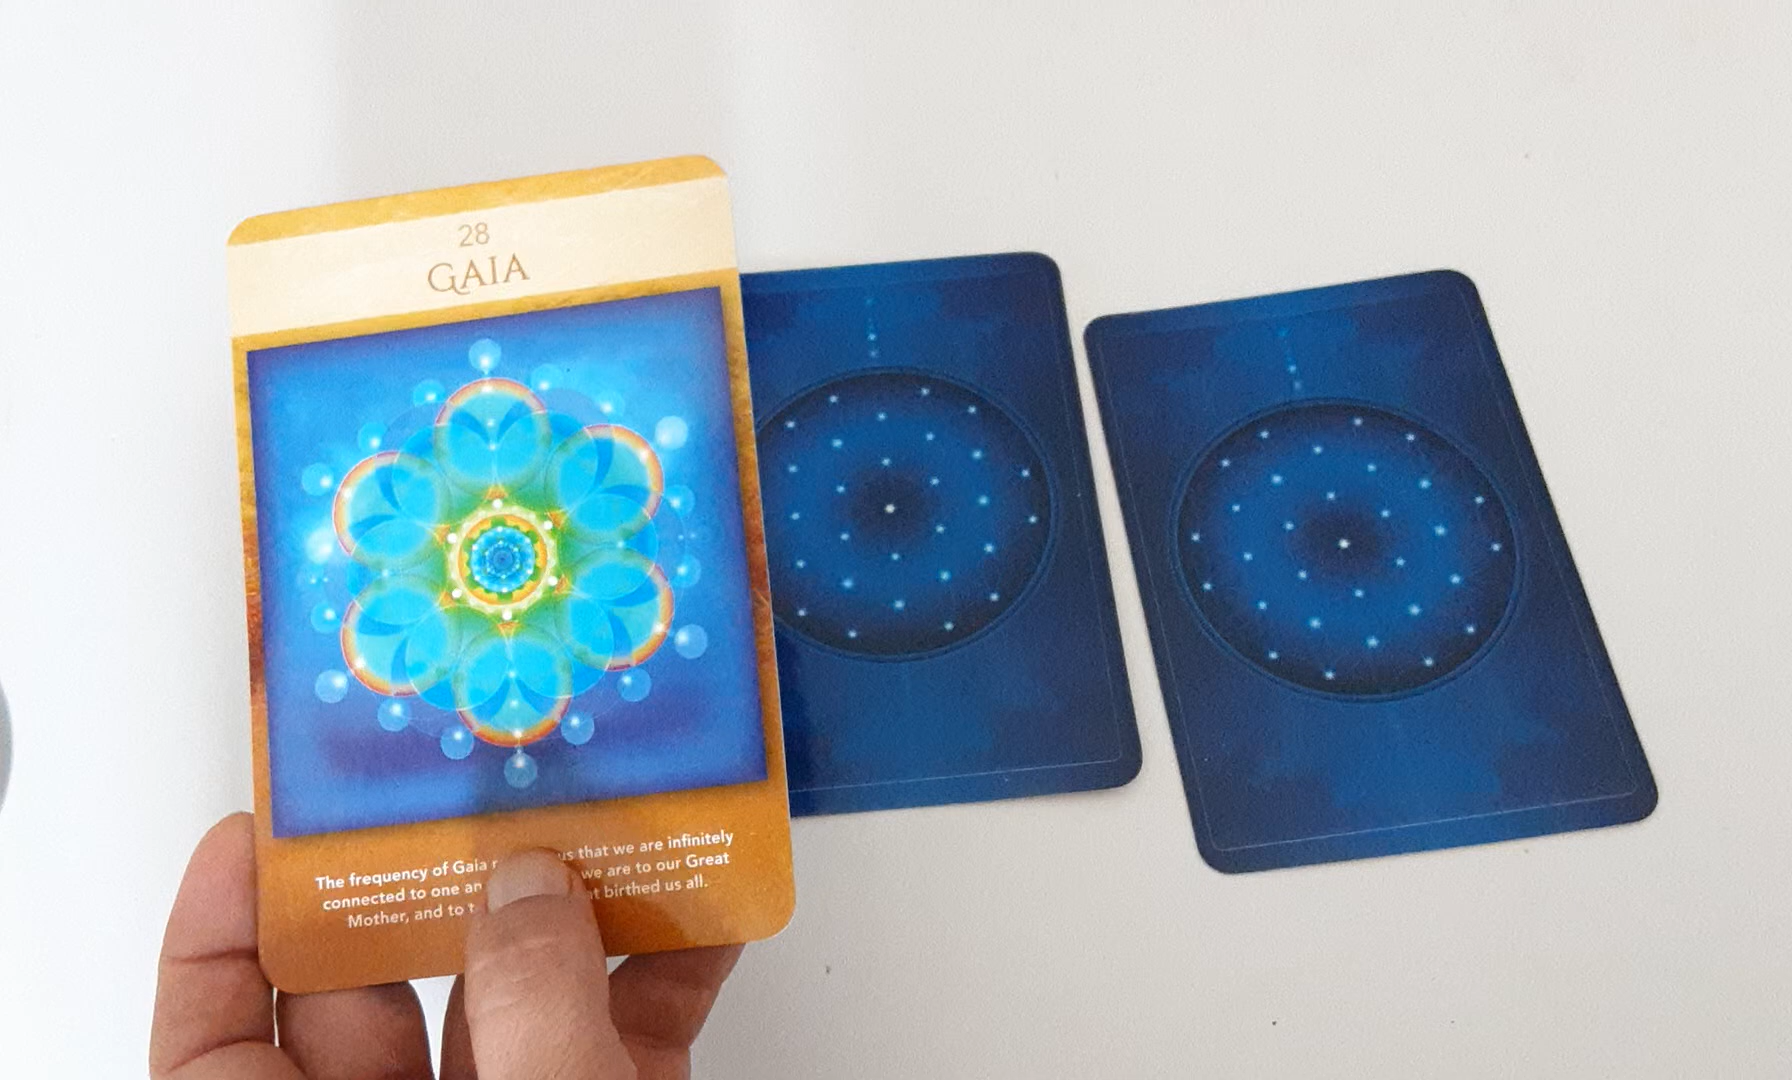 28
GAIA
The frequency of Gaia us that we are infinitely
connected to one we are to our Great
Mother, and to birthed us all.